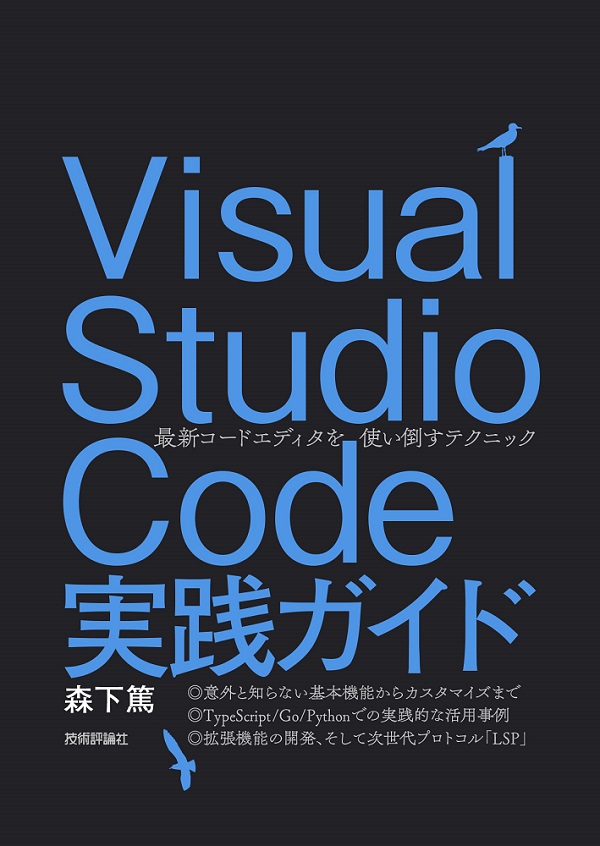 Visual
Studio
最新コードエディタを 使い倒すテクニック
Code
実践ガイド
森下篤
◎意外と知らない基本機能からカスタマイズまで
◎TypeScript/Go/Pythonでの実践的な活用事例
技術評論社
◎拡張機能の開発、そして次世代プロトコル「LSP」